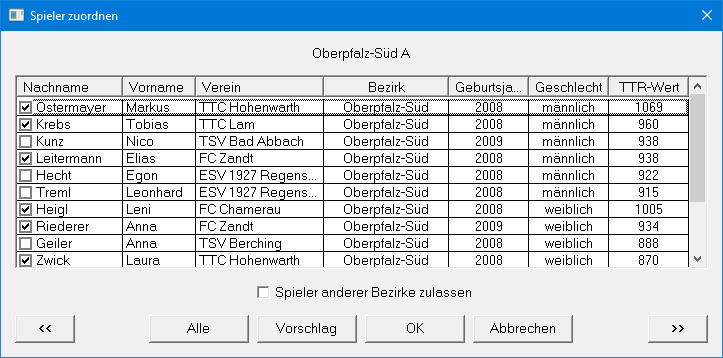 Spieler zuordnen
Oberpfalz-Süd A
Nachname Vorname Verein Bezirk Geburtsja... Geschlecht TTR-Wert
Ostermayer Markus TTC Hohenwarth Oberpfalz-Süd 2008 männlich 1069
Krebs Tobias TTC Lam Oberpfalz-Süd 2008 männlich 960
Kunz Nico TSV Bad Abbach Oberpfalz-Süd 2009 männlich 938
Leitermann Elias FC Zandt Oberpfalz-Süd 2008 männlich 938
Hecht Egon ESV 1927 Regens... Oberpfalz-Süd 2008 männlich 922
Treml Leonhard ESV 1927 Regens... Oberpfalz-Süd 2008 männlich 915
Heigl Leni FC Chamerau Oberpfalz-Süd 2008 weiblich 1005
Riederer Anna FC Zandt Oberpfalz-Süd 2009 weiblich 934
Geiler Anna TSV Berching Oberpfalz-Süd 2008 weiblich 888
Zwick Laura TTC Hohenwarth Oberpfalz-Süd 2008 weiblich 870
Spieler anderer Bezirke zulassen
<< Alle Vorschlag OK Abbrechen >>